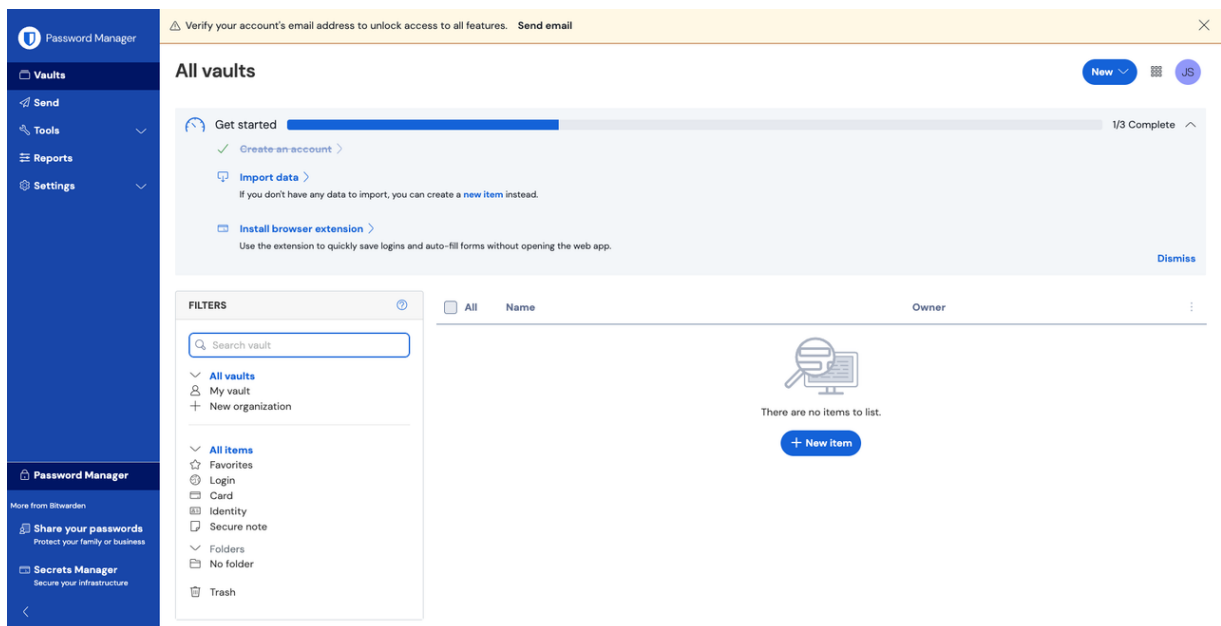 Password Manager
Vaults
Send
Tools
Reports
Settings
Password Manager
More from Bitwarden
Share your passwords
Protect your family or business
Secrets Manager
Secure your infrastructure
Verify your account's email address to unlock access to all features. Send email
All vaults
New
JS
Get started
1/3 Complete
Create an account
Import data
If you don't have any data to import, you can create a new item instead.
Install browser extension
Use the extension to quickly save logins and auto-fill forms without opening the web app.
Dismiss
FILTERS
Search vault
All vaults
My vault
New organization
All items
Favorites
Login
Card
Identity
Secure note
Folders
No folder
Trash
All Name Owner
There are no items to list.
+ New item